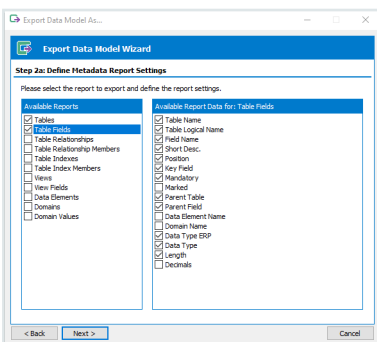 Export Data Model As...
Export Data Model Wizard
Step 2a: Define Metadata Report Settings
Please select the report to export and define the report settings.
Available Reports
Tables
Table Fields
Table Relationships
Table Relationship Members
Table Indexes
Table Index Members
Views
View Fields
Data Elements
Domains
Domain Values
Available Report Data for: Table Fields
Table Name
Table Logical Name
Field Name
Short Desc.
Position
Key Field
Mandatory
Marked
Parent Table
Parent Field
Data Element Name
Domain Name
Data Type ERP
Data Type
Length
Decimals
< Back
Next >
Cancel